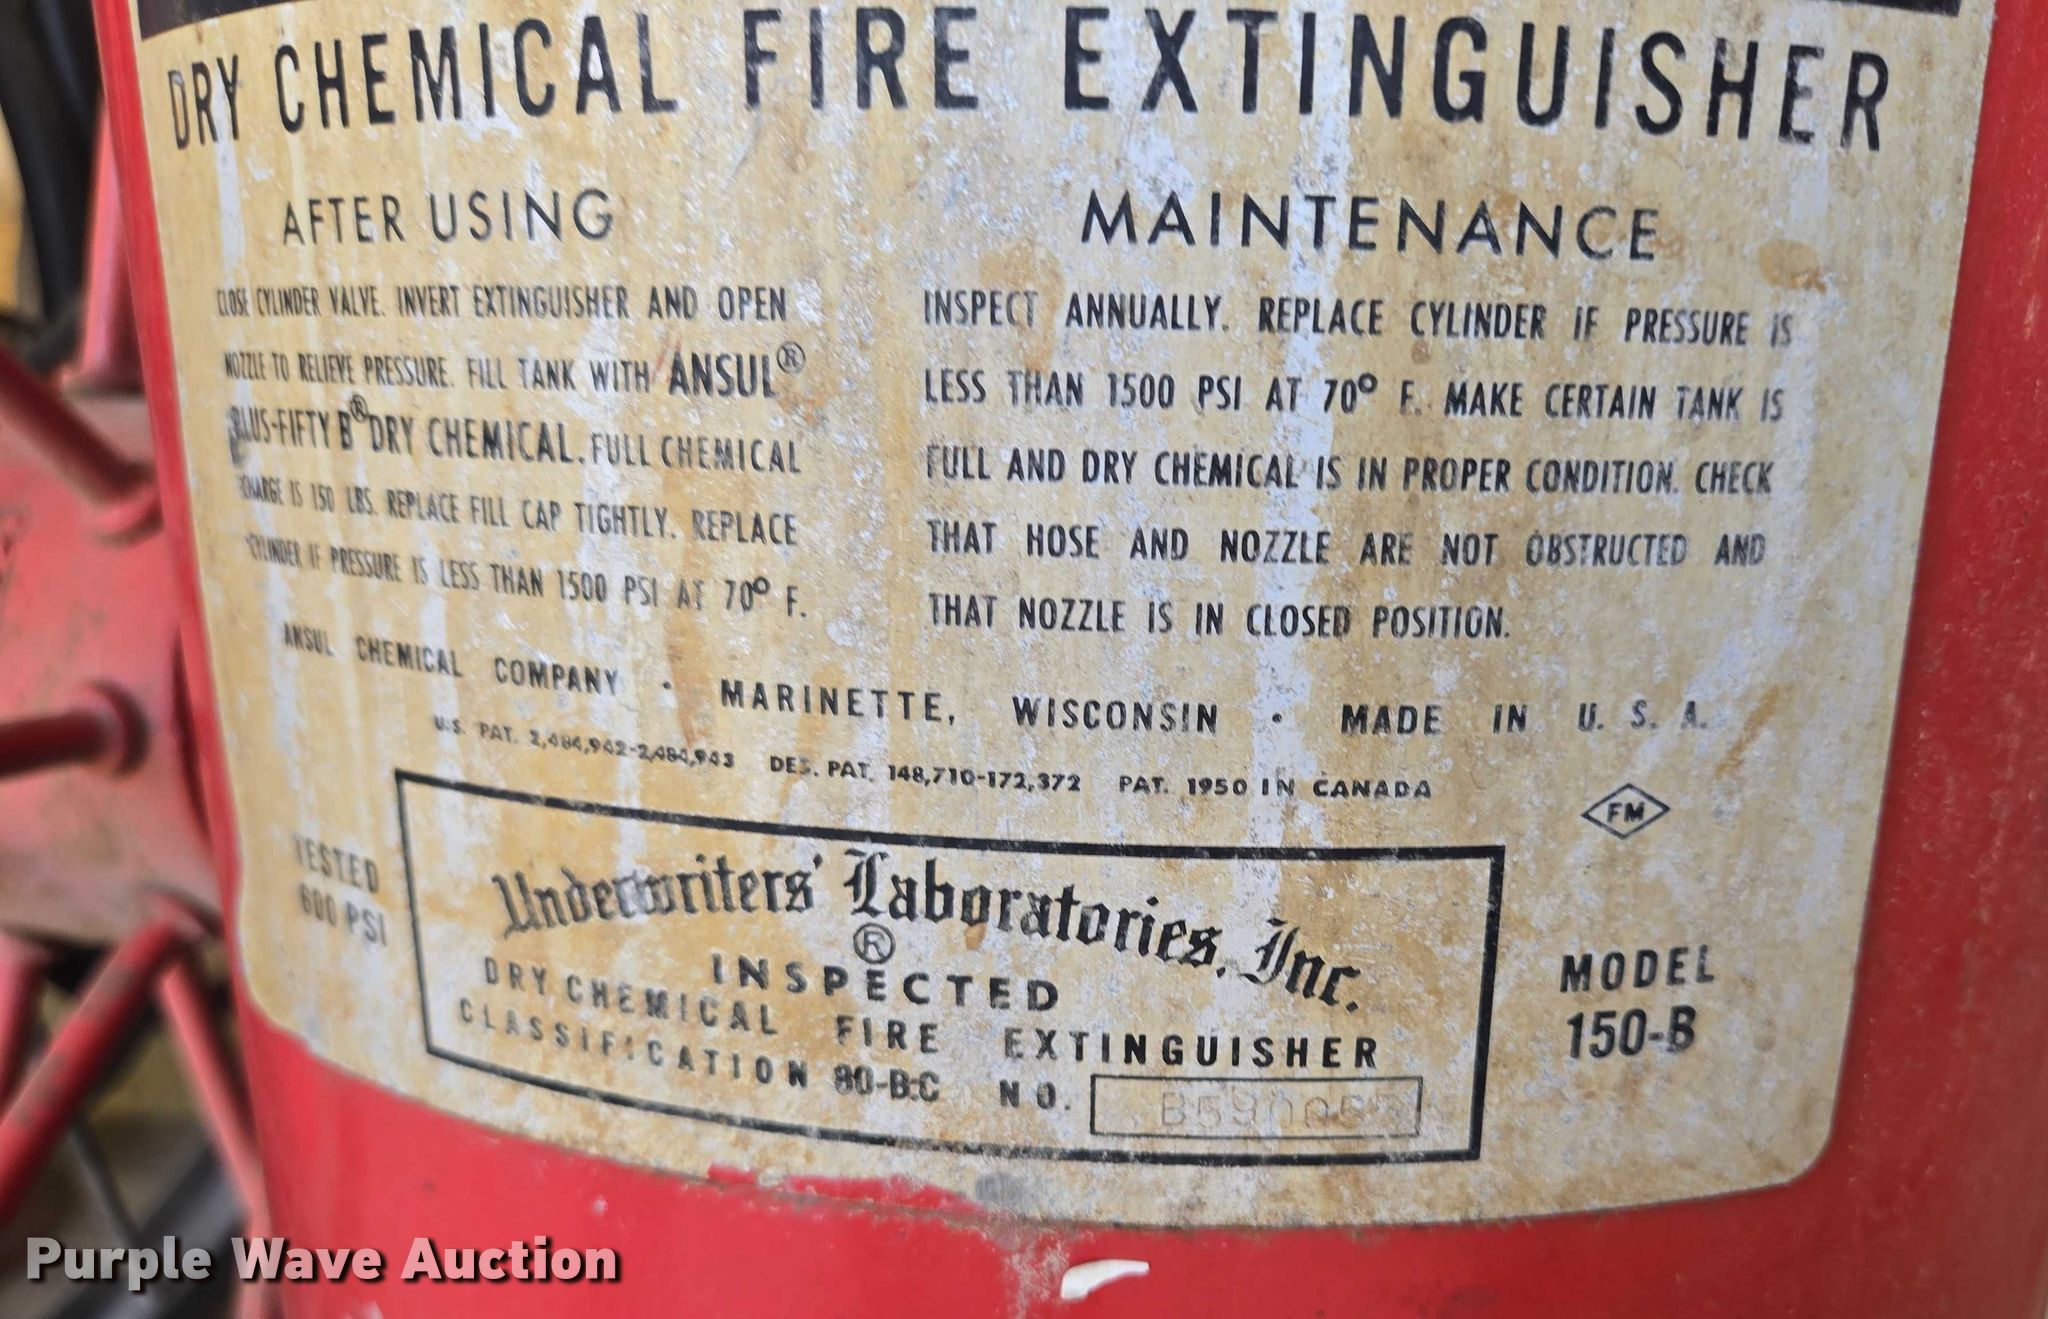 DRY CHEMICAL FIRE EXTINGUISHER
AFTER USING
CLOSE CYLINDER VALVE. INVERT EXTINGUISHER AND OPEN
NOZZLE TO RELIEVE PRESSURE. FILL TANK WITH ANSUL®
PLUS-FIFTY B® DRY CHEMICAL. FULL CHEMICAL
CHARGE IS 150 LBS. REPLACE FILL CAP TIGHTLY. REPLACE
CYLINDER IF PRESSURE IS LESS THAN 1500 PSI AT 70° F.
MAINTENANCE
INSPECT ANNUALLY. REPLACE CYLINDER IF PRESSURE IS
LESS THAN 1500 PSI AT 70° F. MAKE CERTAIN TANK IS
FULL AND DRY CHEMICAL IS IN PROPER CONDITION. CHECK
THAT HOSE AND NOZZLE ARE NOT OBSTRUCTED AND
THAT NOZZLE IS IN CLOSED POSITION.
ANSUL CHEMICAL COMPANY • MARINETTE, WISCONSIN • MADE IN U. S. A.
U.S. PAT. 2,484,942-2,484,943 DES. PAT. 148,710-172,372 PAT. 1950 IN CANADA
FM
TESTED
600 PSI
Underwriters' Laboratories, Inc.
®
INSPECTED
DRY CHEMICAL FIRE EXTINGUISHER
CLASSIFICATION 80-B:C NO.
MODEL
150-B
Purple Wave Auction